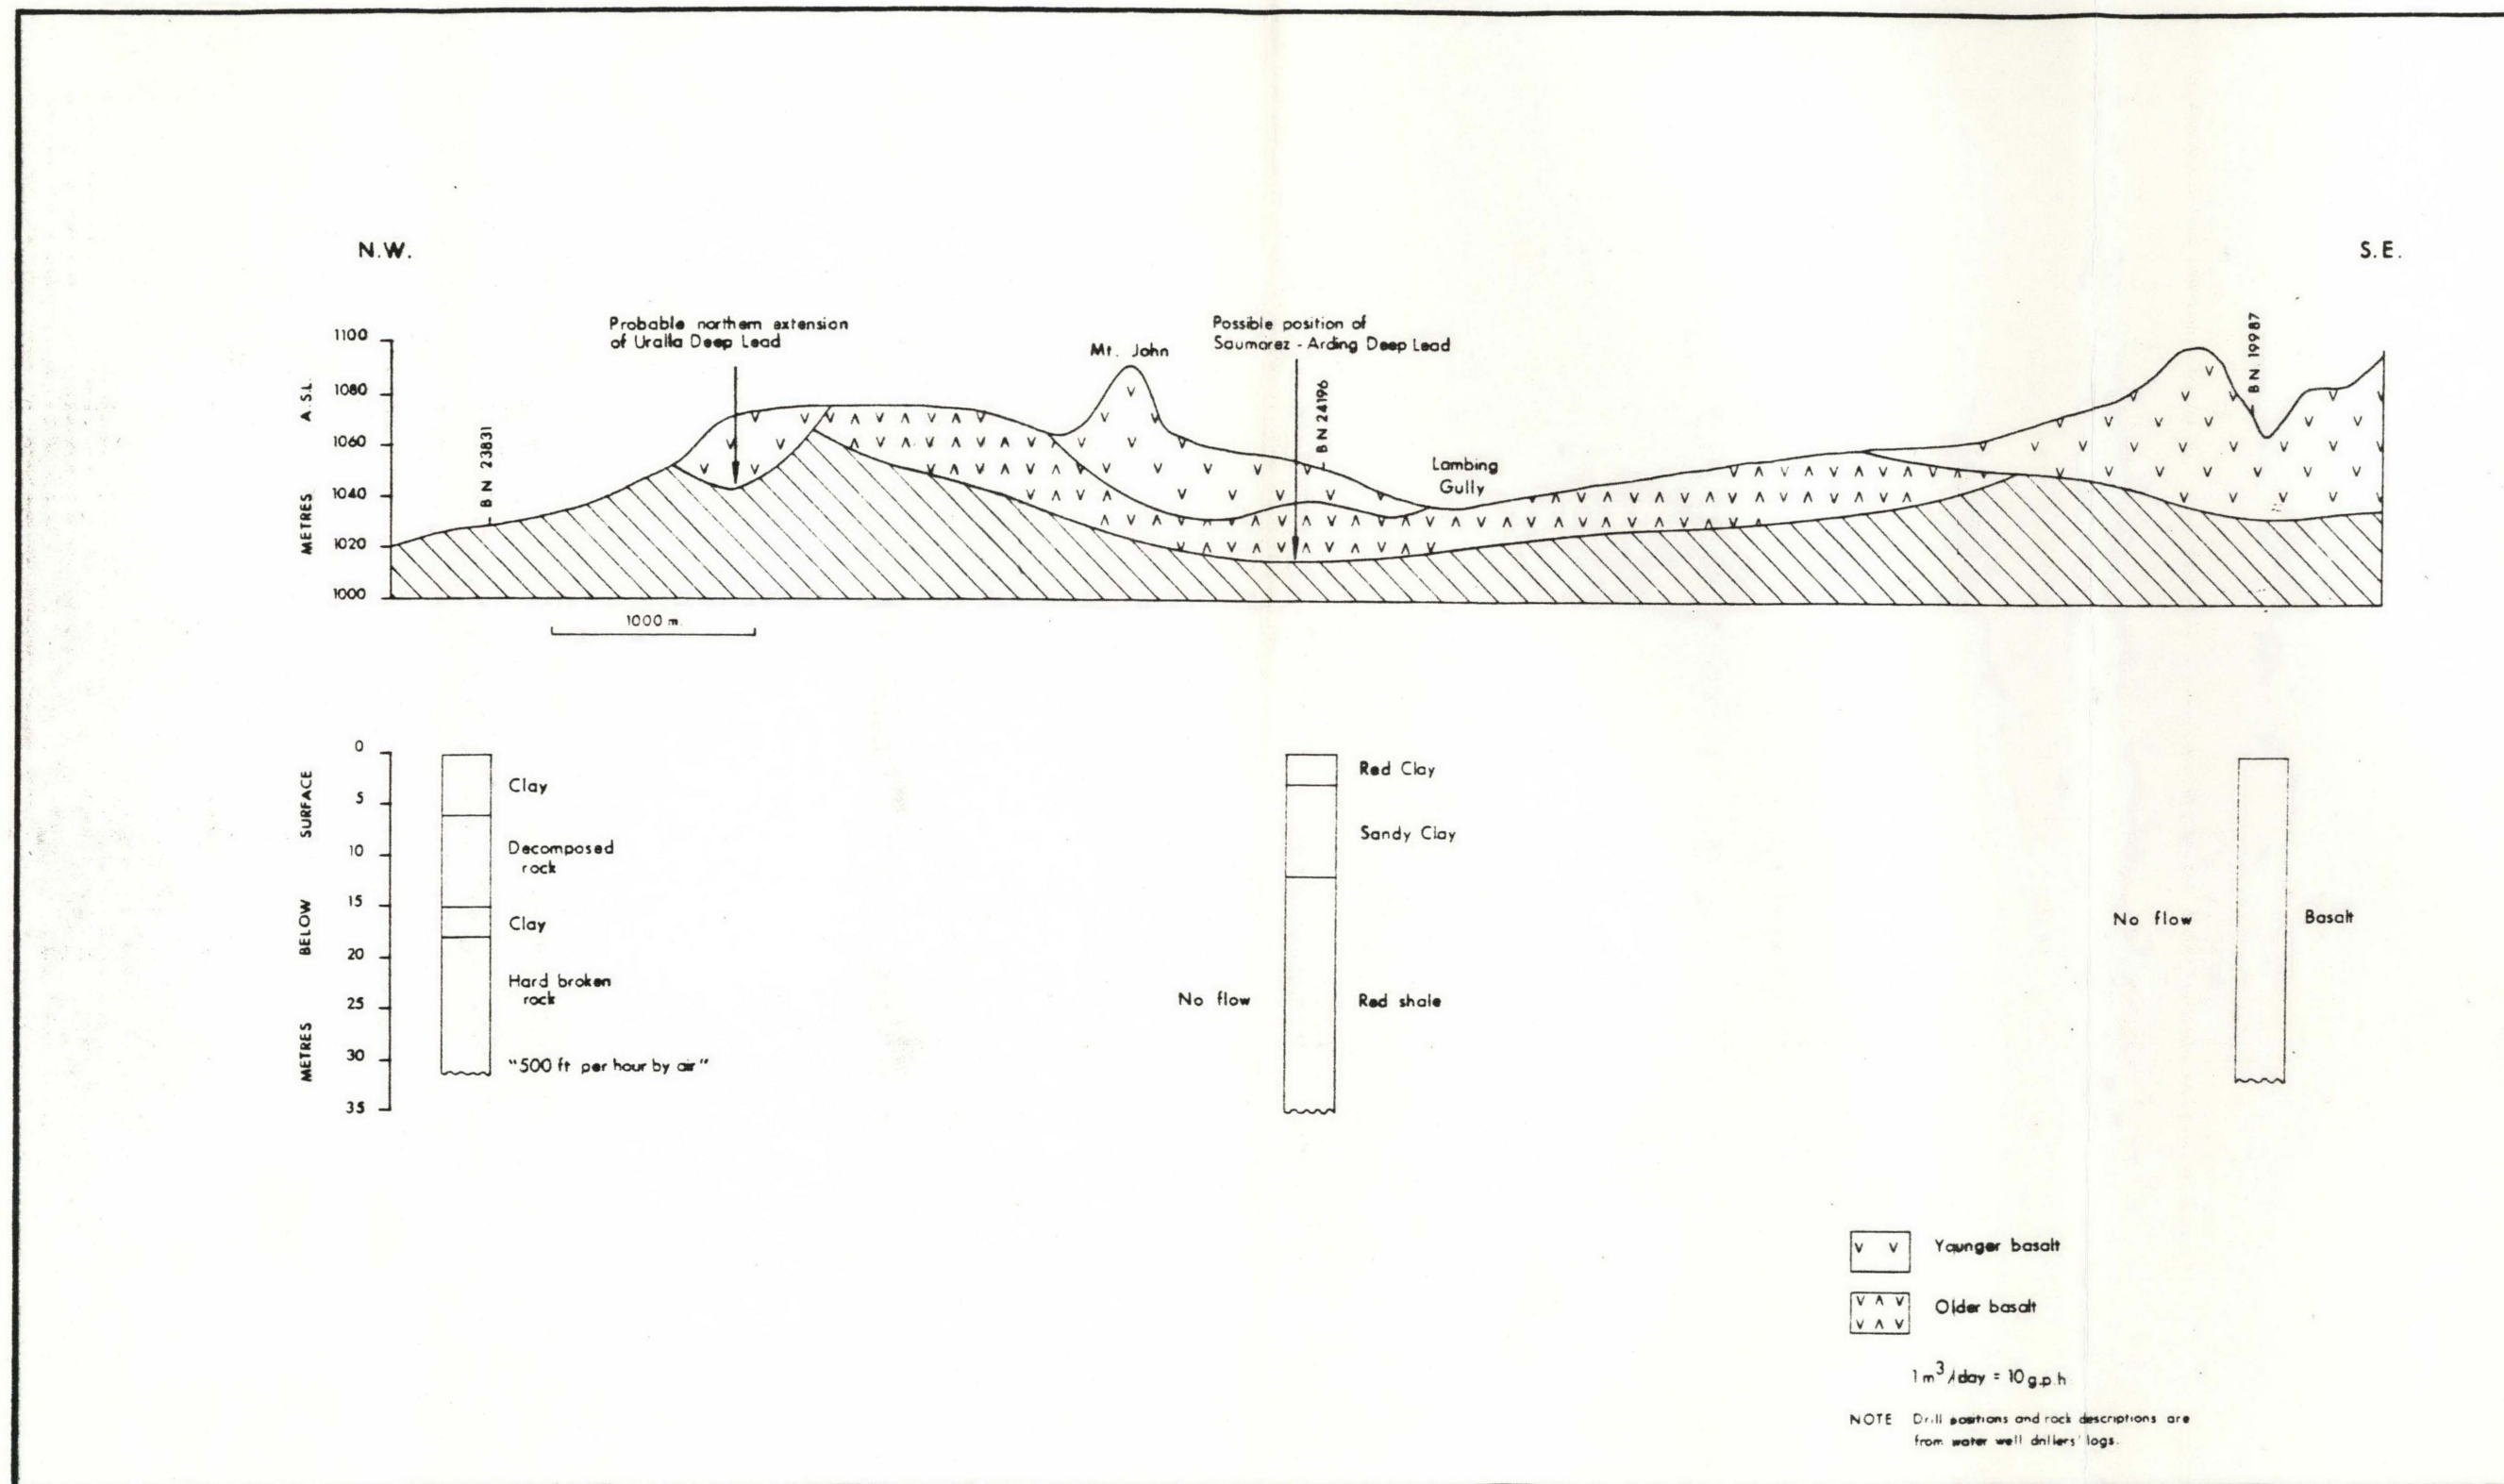 N.W.
S.E.
Probable northern extension
of Uralla Deep Lead
Mt. John
Possible position of
Saumarez - Arding Deep Lead
BN 23831
BN 24196
BN 19987
Lambing
Gully
METRES A.S.L.
1100
1080
1060
1040
1020
1000
1000 m.
METRES BELOW SURFACE
0
5
10
15
20
25
30
35
Clay
Decomposed
rock
Clay
Hard broken
rock
"500 ft per hour by air"
Red Clay
Sandy Clay
No flow
Red shale
No flow
Basalt
v v
Younger basalt
v ʌ v
v ʌ v
Older basalt
1 m³/day = 10 g.p.h
NOTE Drill positions and rock descriptions are
from water well drillers' logs.